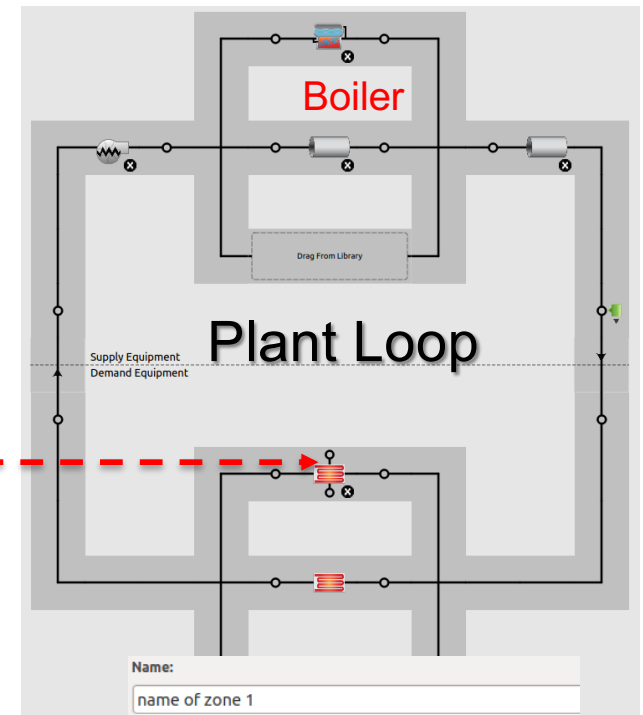 Boiler
Drag From Library
Plant Loop
Supply Equipment
Demand Equipment
Name:
name of zone 1